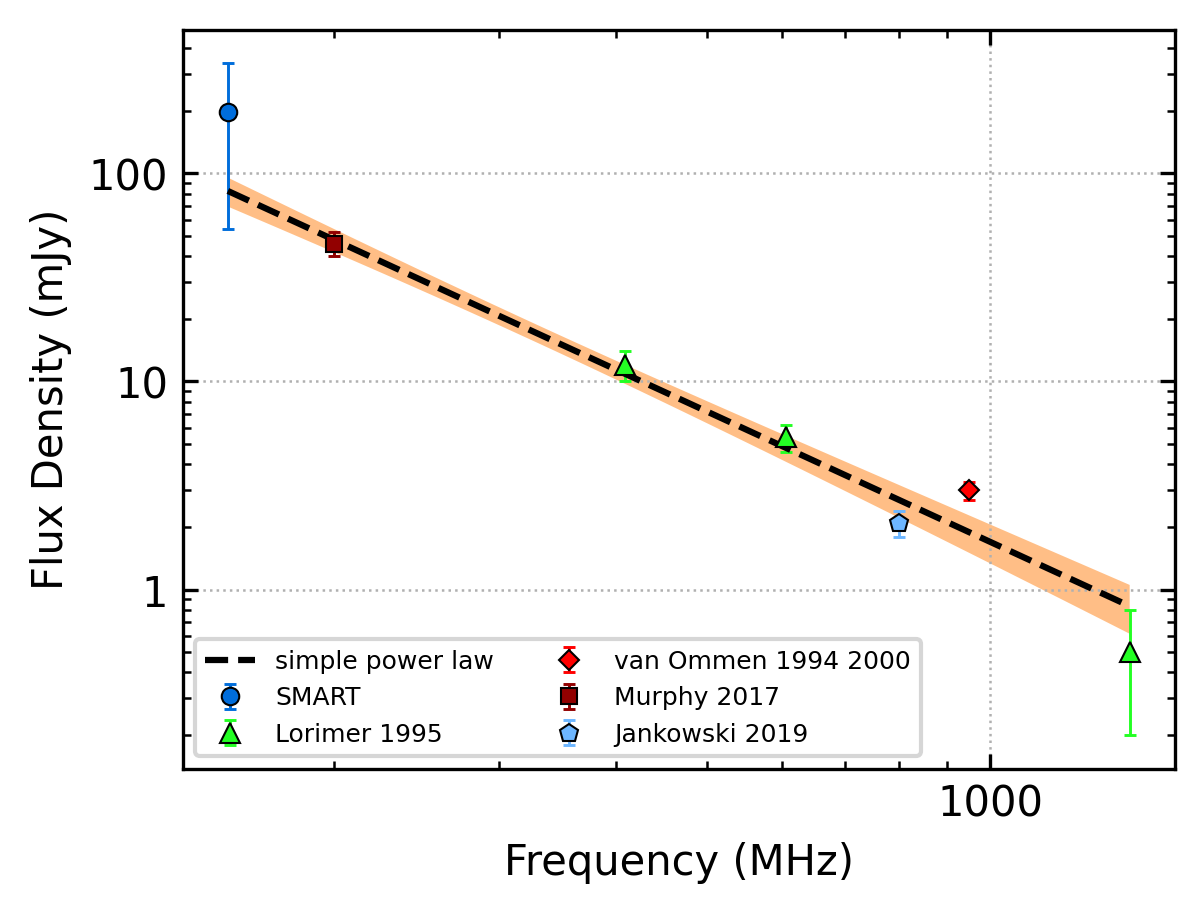 100
10
1
Flux Density (mJy)
simple power law
SMART
Lorimer 1995
van Ommen 1994 2000
Murphy 2017
Jankowski 2019
1000
Frequency (MHz)